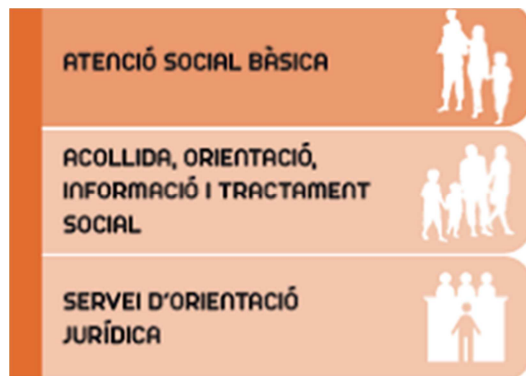 ATENCIÓ SOCIAL BÀSICA
ACOLLIDA, ORIENTACIÓ,
INFORMACIÓ I TRACTAMENT
SOCIAL
SERVEI D'ORIENTACIÓ
JURÍDICA